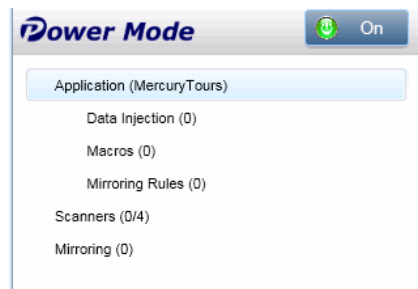 Power Mode
On
Application (MercuryTours)
Data Injection (0)
Macros (0)
Mirroring Rules (0)
Scanners (0/4)
Mirroring (0)